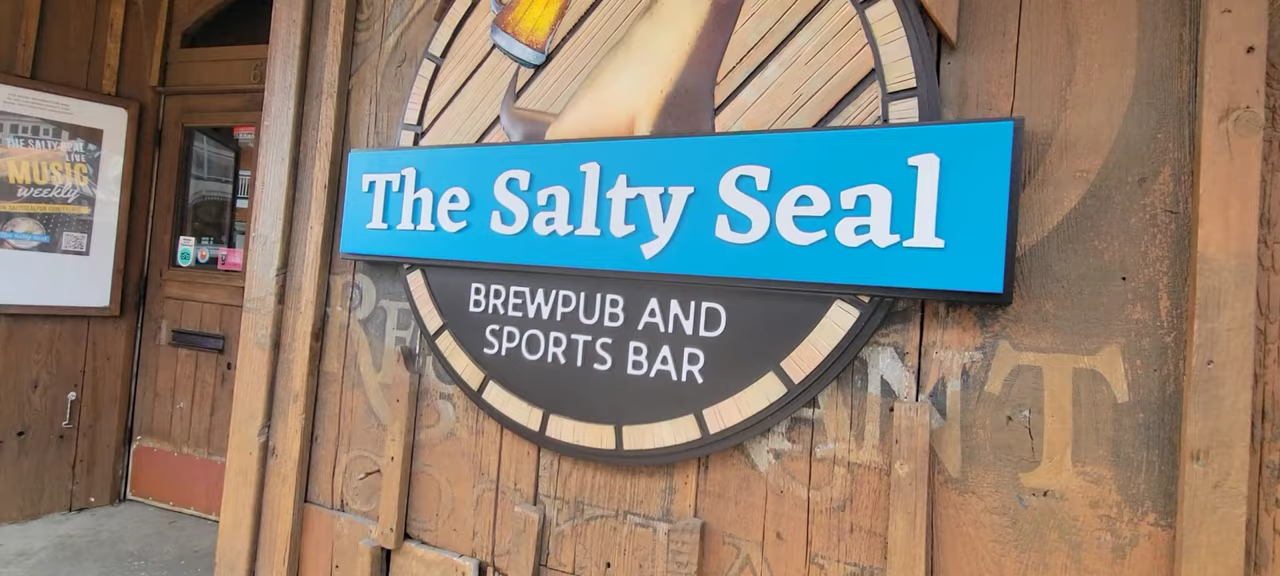 THE SALTY SEAL
LIVE
MUSIC
weekly
The Salty Seal
BREWPUB AND
SPORTS BAR